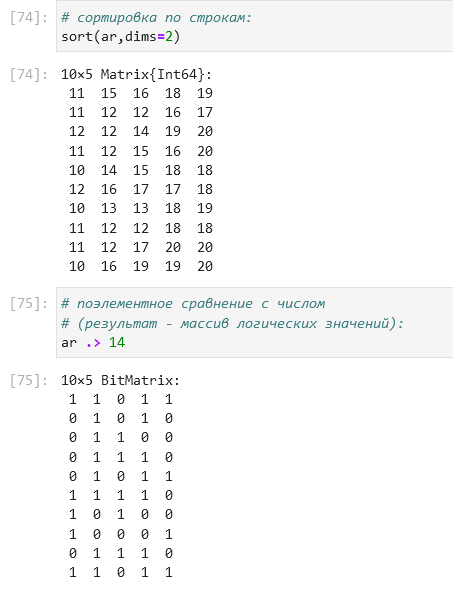 [74]: # сортировка по строкам:
sort(ar,dims=2)
[74]: 10×5 Matrix{Int64}:
11 15 16 18 19
11 12 12 16 17
12 12 14 19 20
11 12 15 16 20
10 14 15 18 18
12 16 17 17 18
10 13 13 18 19
11 12 12 18 18
11 12 17 20 20
10 16 19 19 20
[75]: # поэлементное сравнение с числом
# (результат - массив логических значений):
ar .> 14
[75]: 10×5 BitMatrix:
1 1 0 1 1
0 1 0 1 0
0 1 1 0 0
0 1 1 1 0
0 1 0 1 1
1 1 1 1 0
1 0 1 0 0
1 0 0 0 1
0 1 1 1 0
1 1 0 1 1